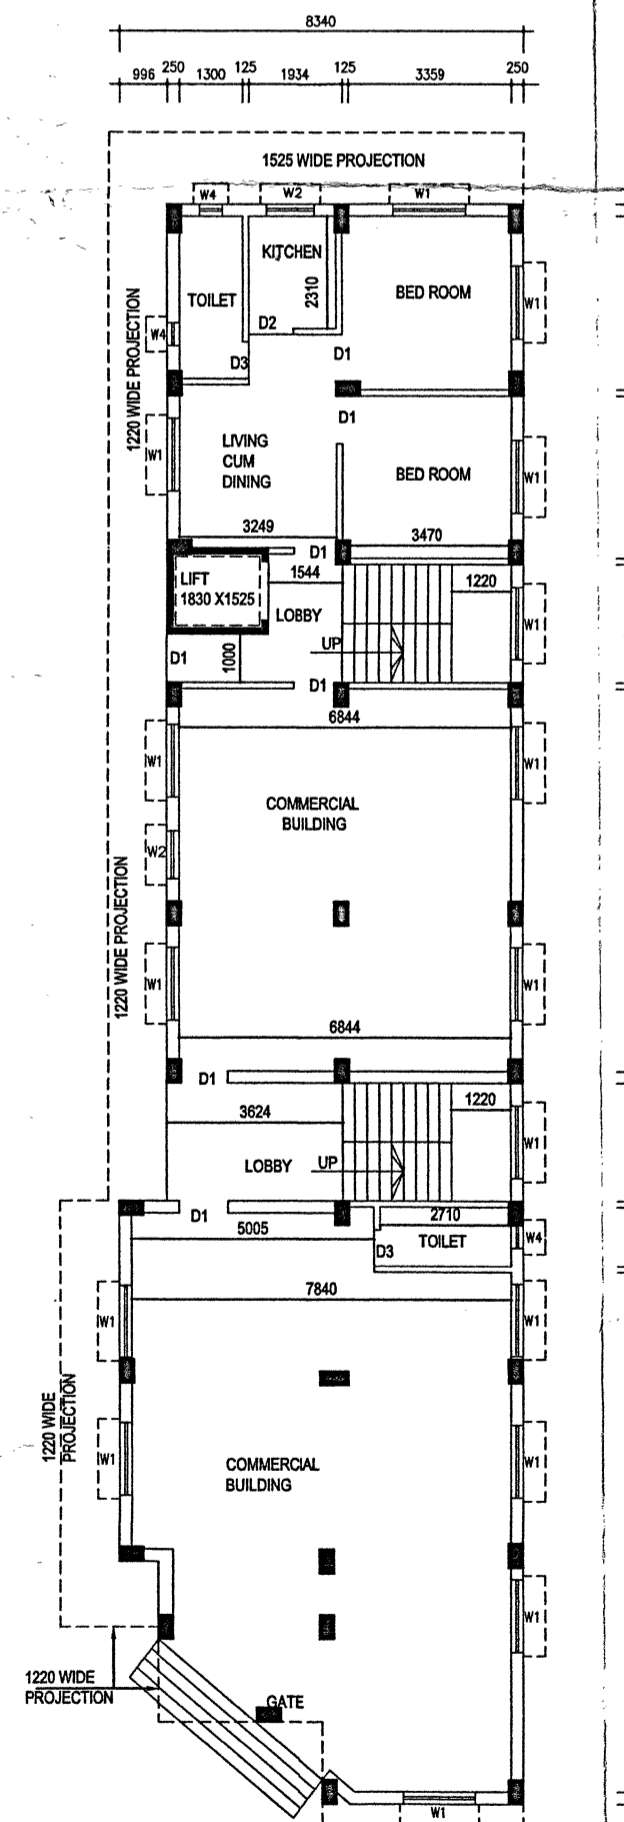 8340
996 250 1300 125 1934 125 3359 250
1525 WIDE PROJECTION
W4 W2 W1
KITCHEN
BED ROOM
TOILET
2310
W1
D2
W4
D1
D3
1220 WIDE PROJECTION
D1
LIVING
CUM
DINING
W1
BED ROOM
W1
3249
3470
D1
LIFT
1830 X1525
1544
1220
LOBBY
W1
UP
D1
1000
D1
6844
W1
W1
COMMERCIAL
BUILDING
W2
1220 WIDE PROJECTION
W1
W1
6844
D1
3624
1220
W1
LOBBY
UP
D1
2710
5005
TOILET
W4
D3
7840
W1
W1
1220 WIDE
PROJECTION
W1
W1
COMMERCIAL
BUILDING
W1
1220 WIDE
PROJECTION
GATE
W1